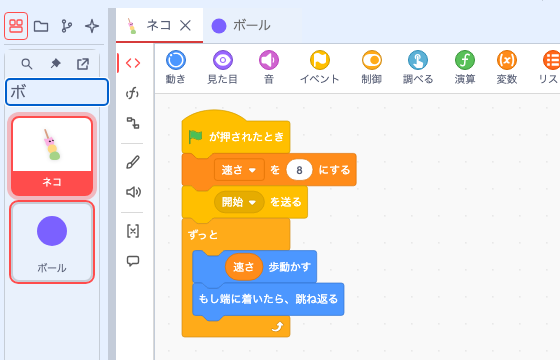 ネコ
ボール
ボ
動き
見た目
音
イベント
制御
調べる
演算
変数
リス
ネコ
ボール
が押されたとき
速さ を 8 にする
開始 を送る
ずっと
速さ 歩動かす
もし端に着いたら、跳ね返る